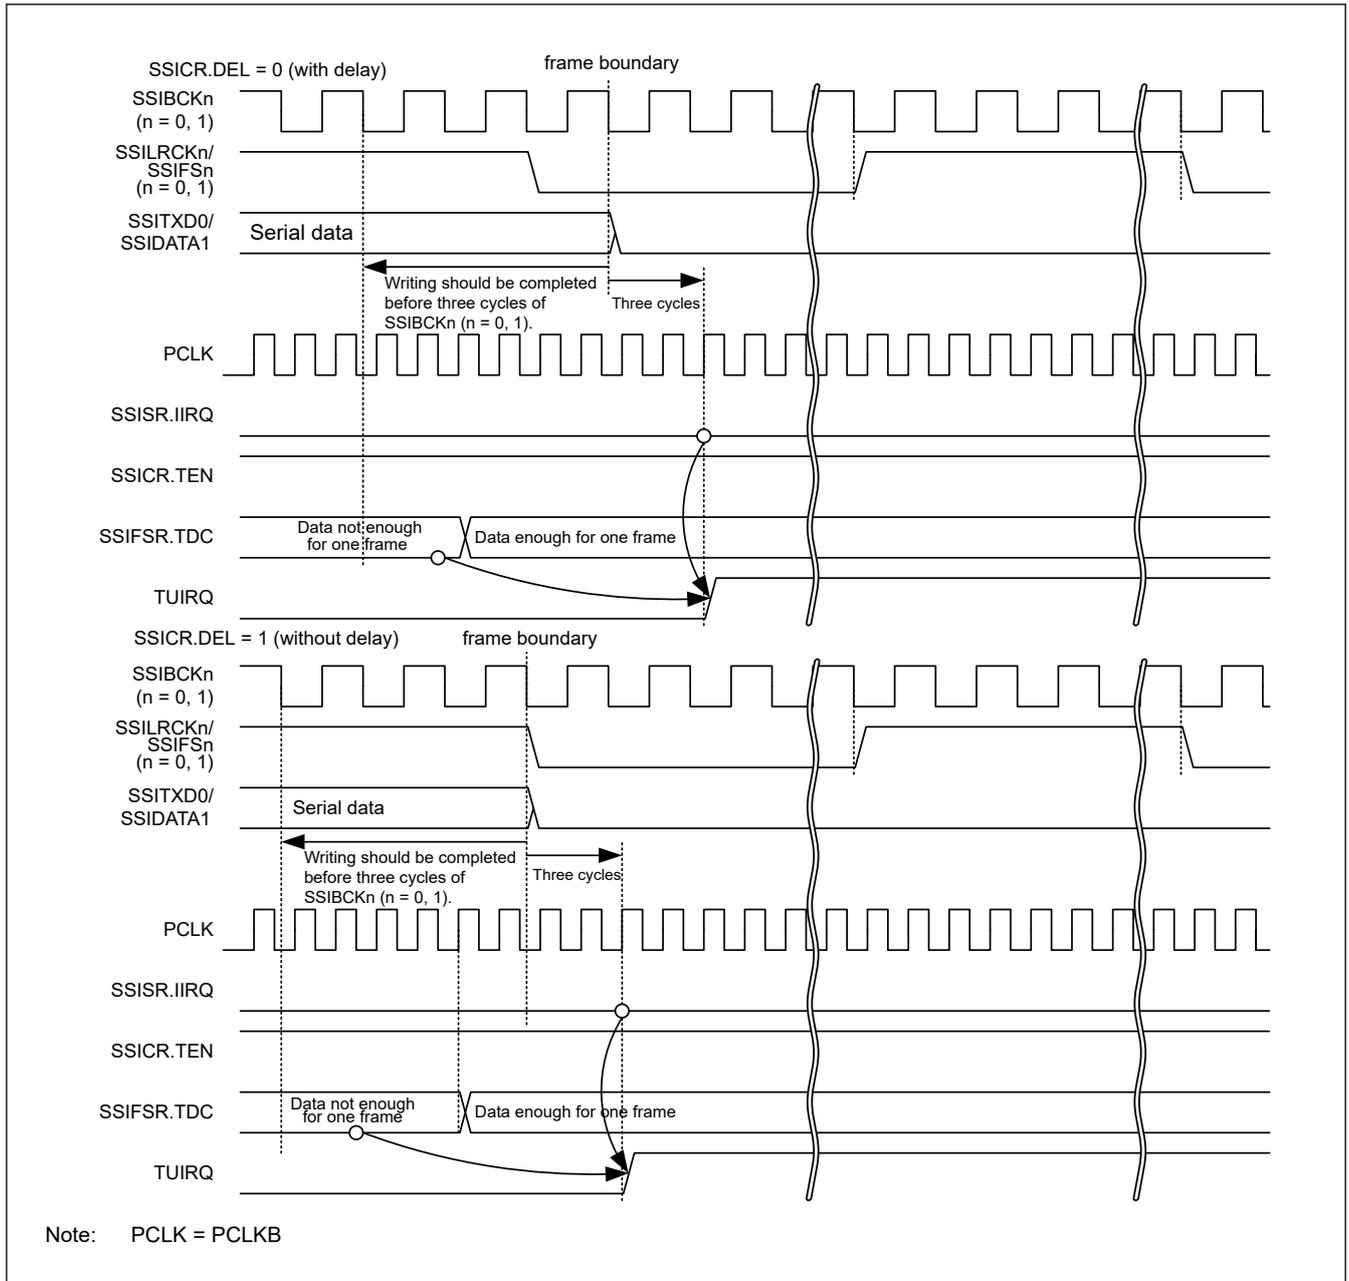 SSICR.DEL = 0 (with delay)
frame boundary
SSIBCKn
(n = 0, 1)
SSILRCKn/
SSIFSn
(n = 0, 1)
SSITXD0/
SSIDATA1
Serial data
Writing should be completed
before three cycles of
SSIBCKn (n = 0, 1).
Three cycles
PCLK
SSISR.IIRQ
SSICR.TEN
SSIFSR.TDC
Data not enough
for one frame
Data enough for one frame
TUIRQ
SSICR.DEL = 1 (without delay)
frame boundary
SSIBCKn
(n = 0, 1)
SSILRCKn/
SSIFSn
(n = 0, 1)
SSITXD0/
SSIDATA1
Serial data
Writing should be completed
before three cycles of
SSIBCKn (n = 0, 1).
Three cycles
PCLK
SSISR.IIRQ
SSICR.TEN
SSIFSR.TDC
Data not enough
for one frame
Data enough for one frame
TUIRQ
Note: PCLK = PCLKB